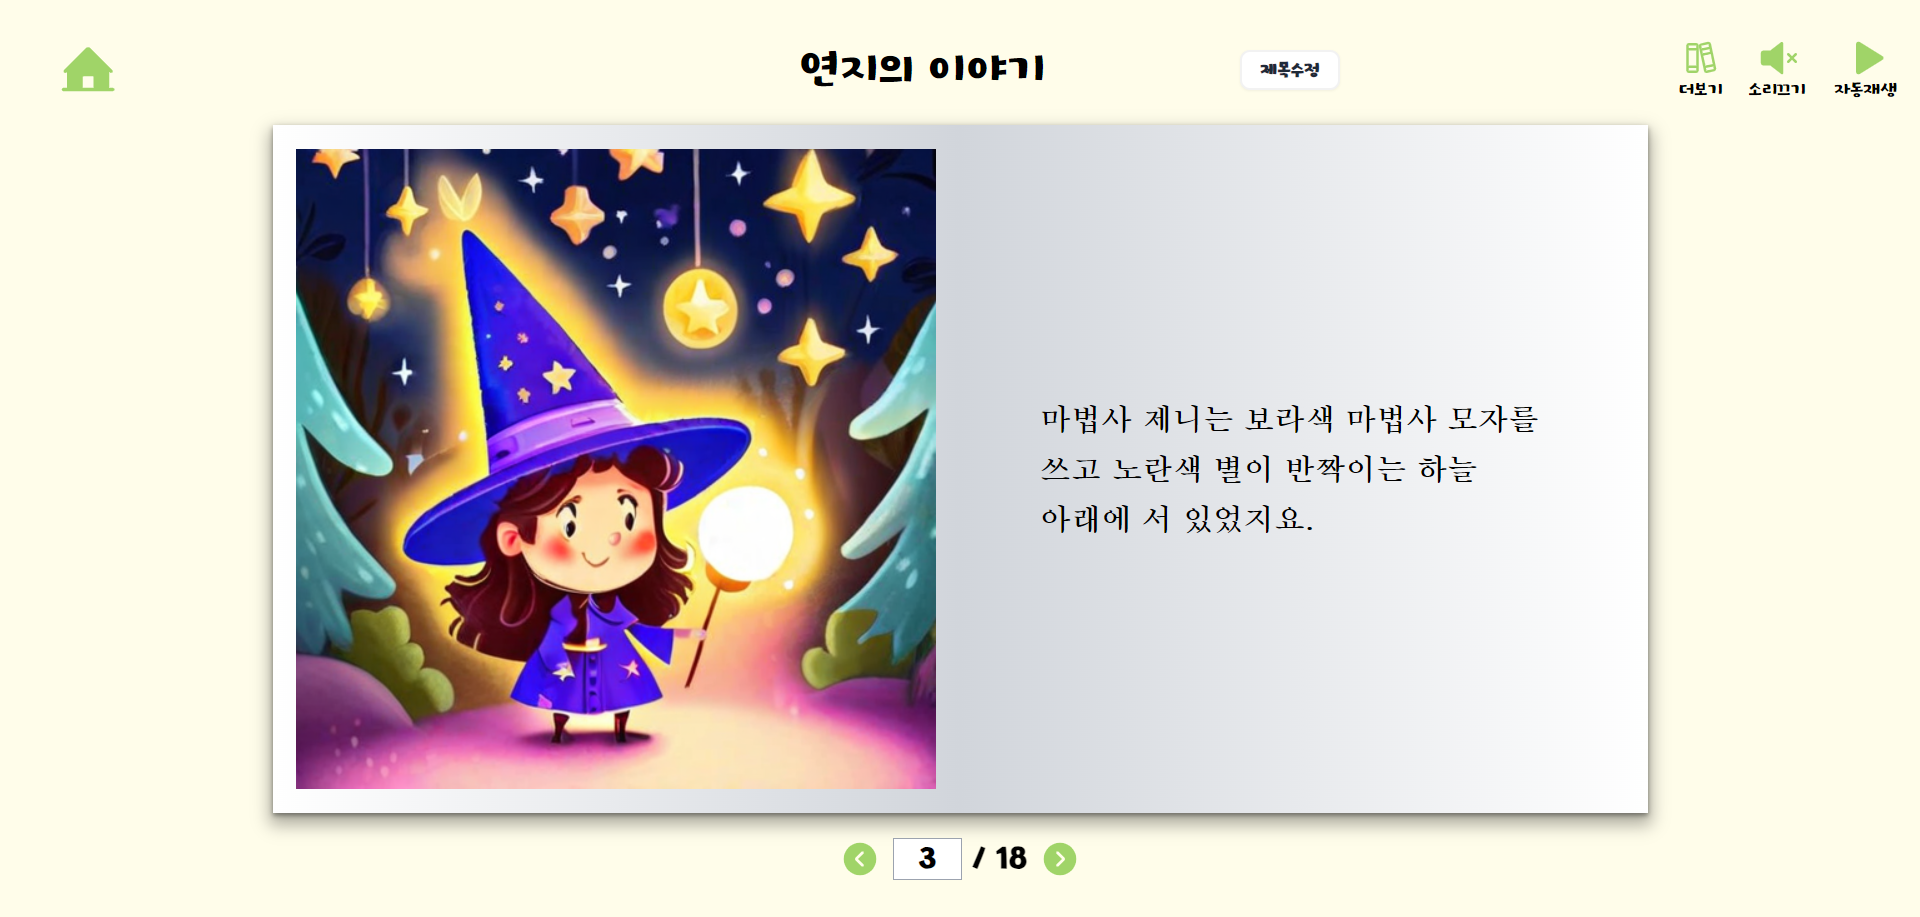 연지의 이야기
제목수정
더보기
소리끄기
자동재생
마법사 제니는 보라색 마법사 모자를
쓰고 노란색 별이 반짝이는 하늘
아래에 서 있었지요.
3 / 18